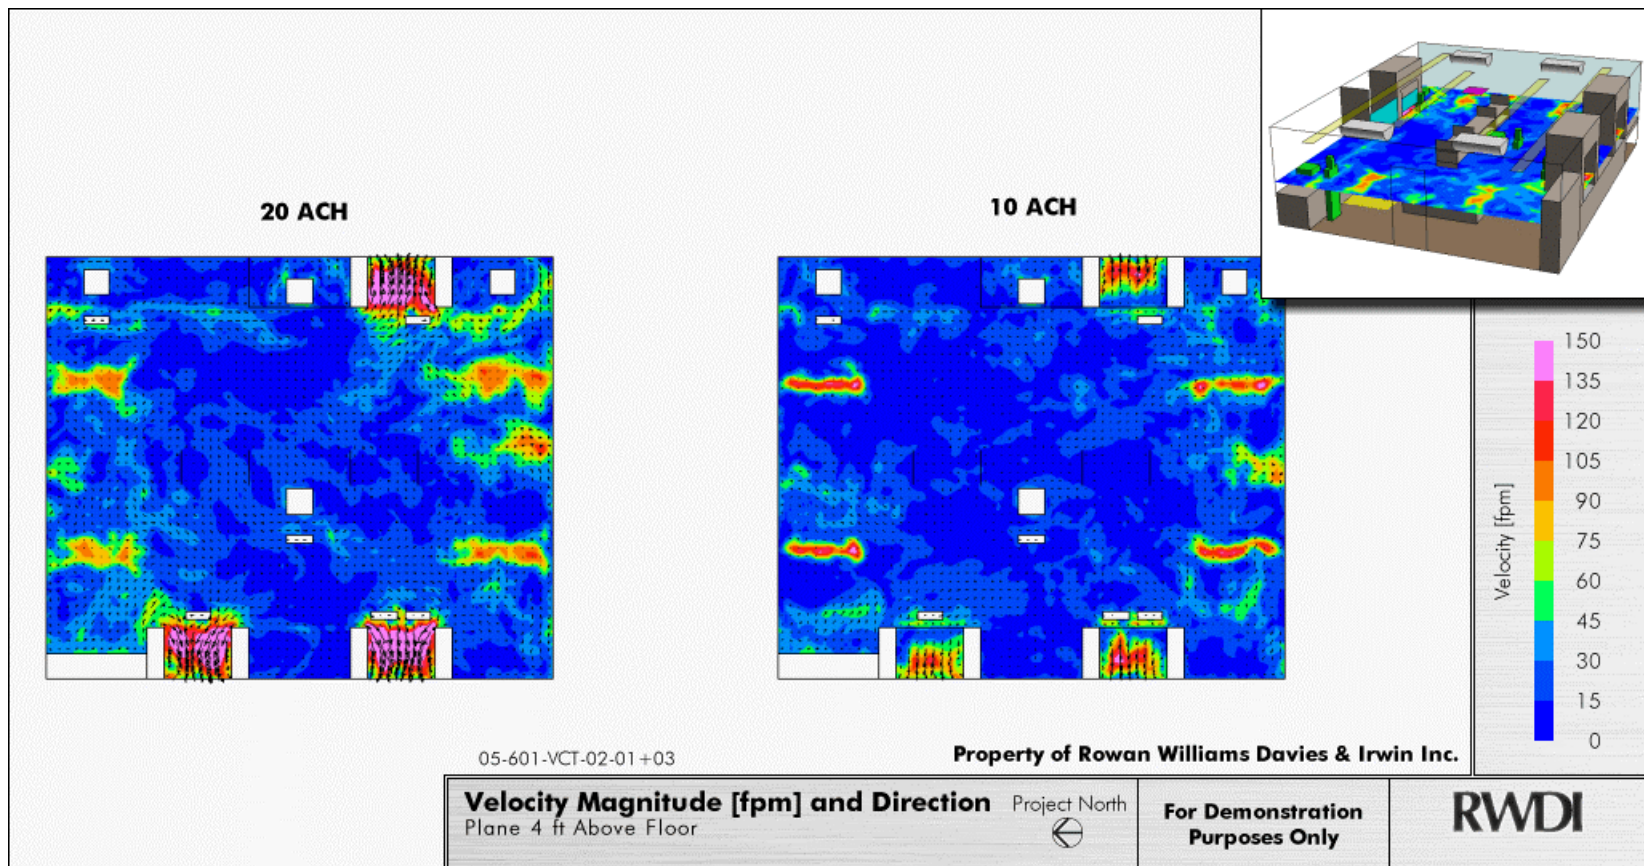 20 ACH
10 ACH
150
135
120
105
90
75
60
45
30
15
0
Velocity [fpm]
05-601-VCT-02-01+03
Property of Rowan Williams Davies & Irwin Inc.
Velocity Magnitude [fpm] and Direction
Plane 4 ft Above Floor
Project North
For Demonstration
Purposes Only
RWDI